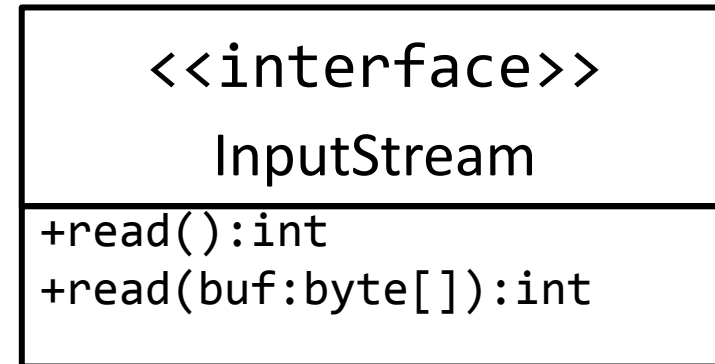 <<interface>>
InputStream
+read():int
+read(buf:byte[]):int